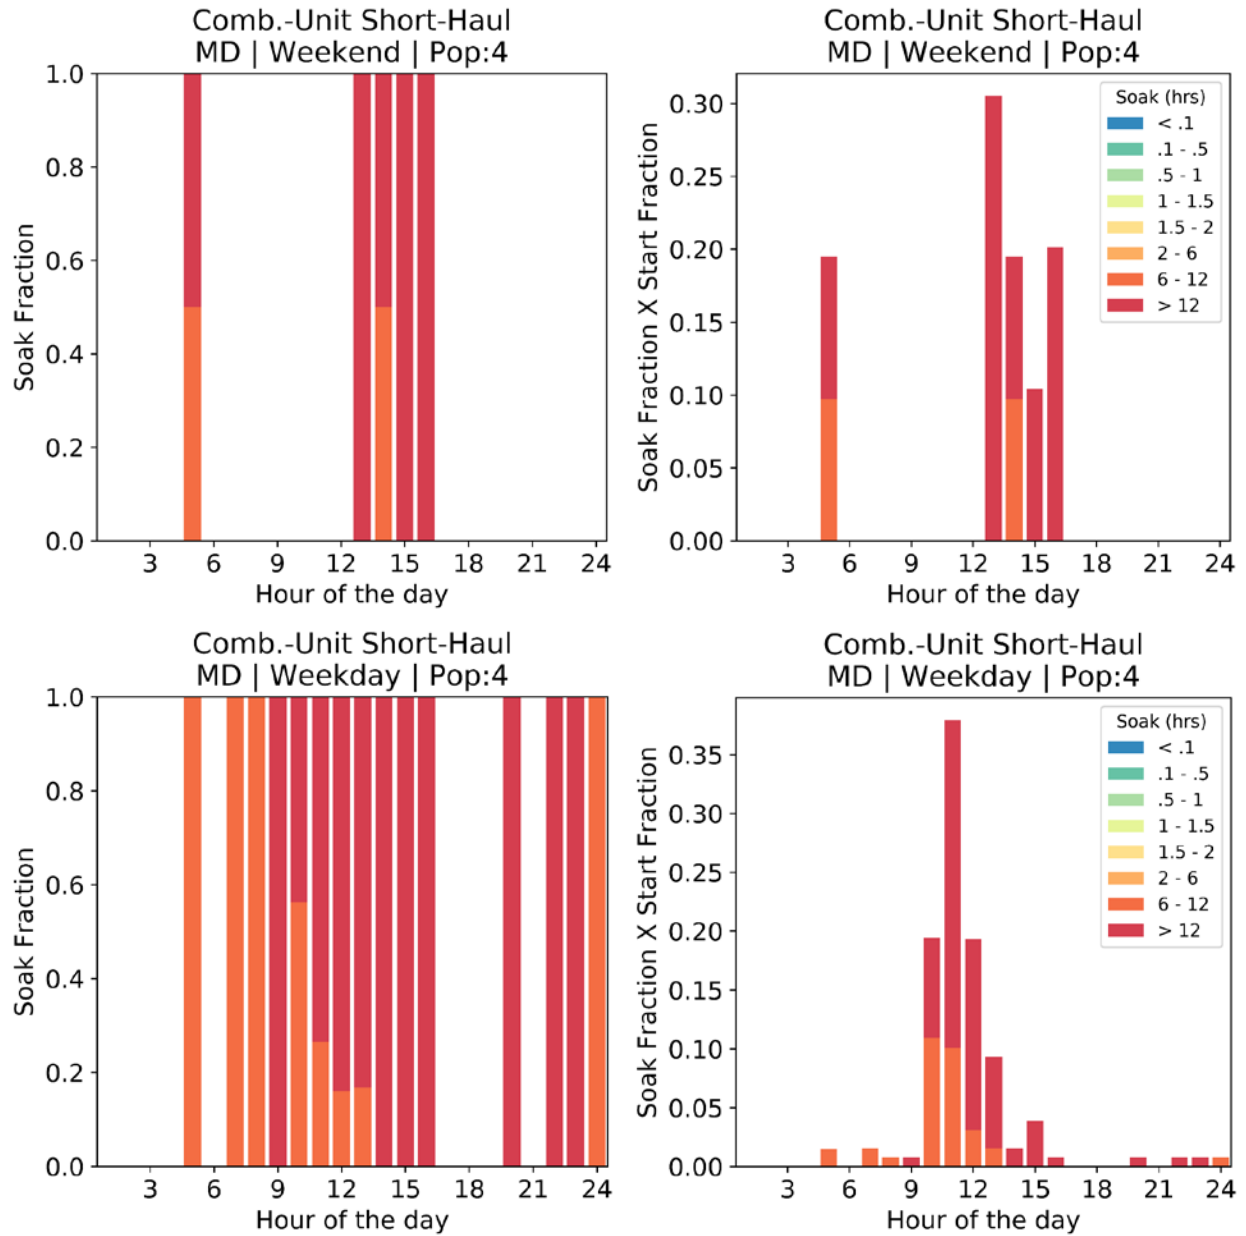 Comb.-Unit Short-Haul
MD | Weekend | Pop:4
1.0
0.8
0.6
0.4
0.2
0.0
Soak Fraction
3 6 9 12 15 18 21 24
Hour of the day
Comb.-Unit Short-Haul
MD | Weekend | Pop:4
0.30
0.25
0.20
0.15
0.10
0.05
0.00
Soak Fraction X Start Fraction
3 6 9 12 15 18 21 24
Hour of the day
Soak (hrs)
< .1
.1 - .5
.5 - 1
1 - 1.5
1.5 - 2
2 - 6
6 - 12
> 12
Comb.-Unit Short-Haul
MD | Weekday | Pop:4
1.0
0.8
0.6
0.4
0.2
0.0
Soak Fraction
3 6 9 12 15 18 21 24
Hour of the day
Comb.-Unit Short-Haul
MD | Weekday | Pop:4
0.35
0.30
0.25
0.20
0.15
0.10
0.05
0.00
Soak Fraction X Start Fraction
3 6 9 12 15 18 21 24
Hour of the day
Soak (hrs)
< .1
.1 - .5
.5 - 1
1 - 1.5
1.5 - 2
2 - 6
6 - 12
> 12